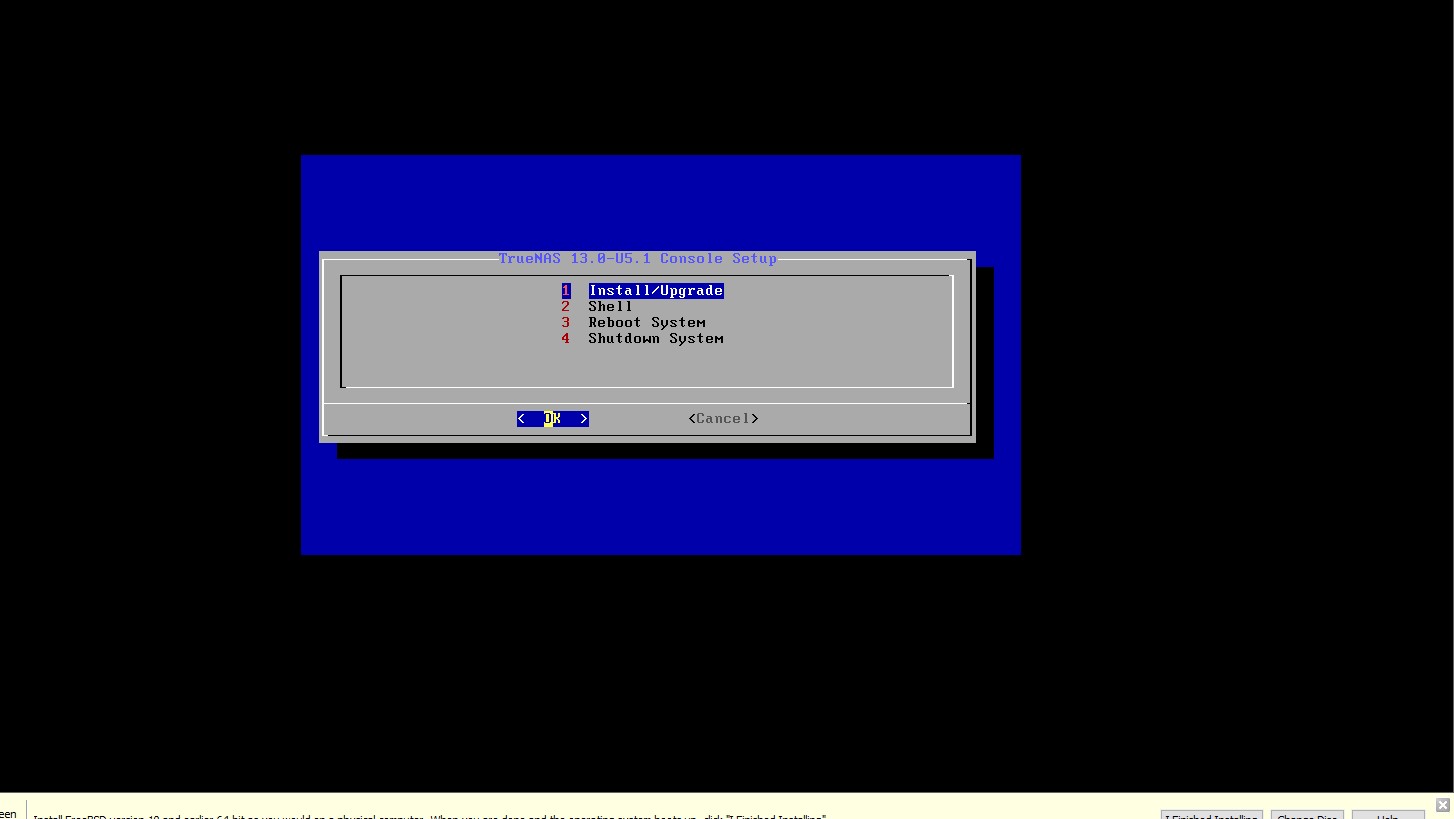 TrueNAS 13.0-U5.1 Console Setup
1 Install/Upgrade
2 Shell
3 Reboot System
4 Shutdown System
< OK > <Cancel>
een Install FreeBSD version 10 and earlier 64-bit as you would on a physical computer. When you are done and the operating system boots up, click "I Finished Installing". I Finished Installing Change Disc Help